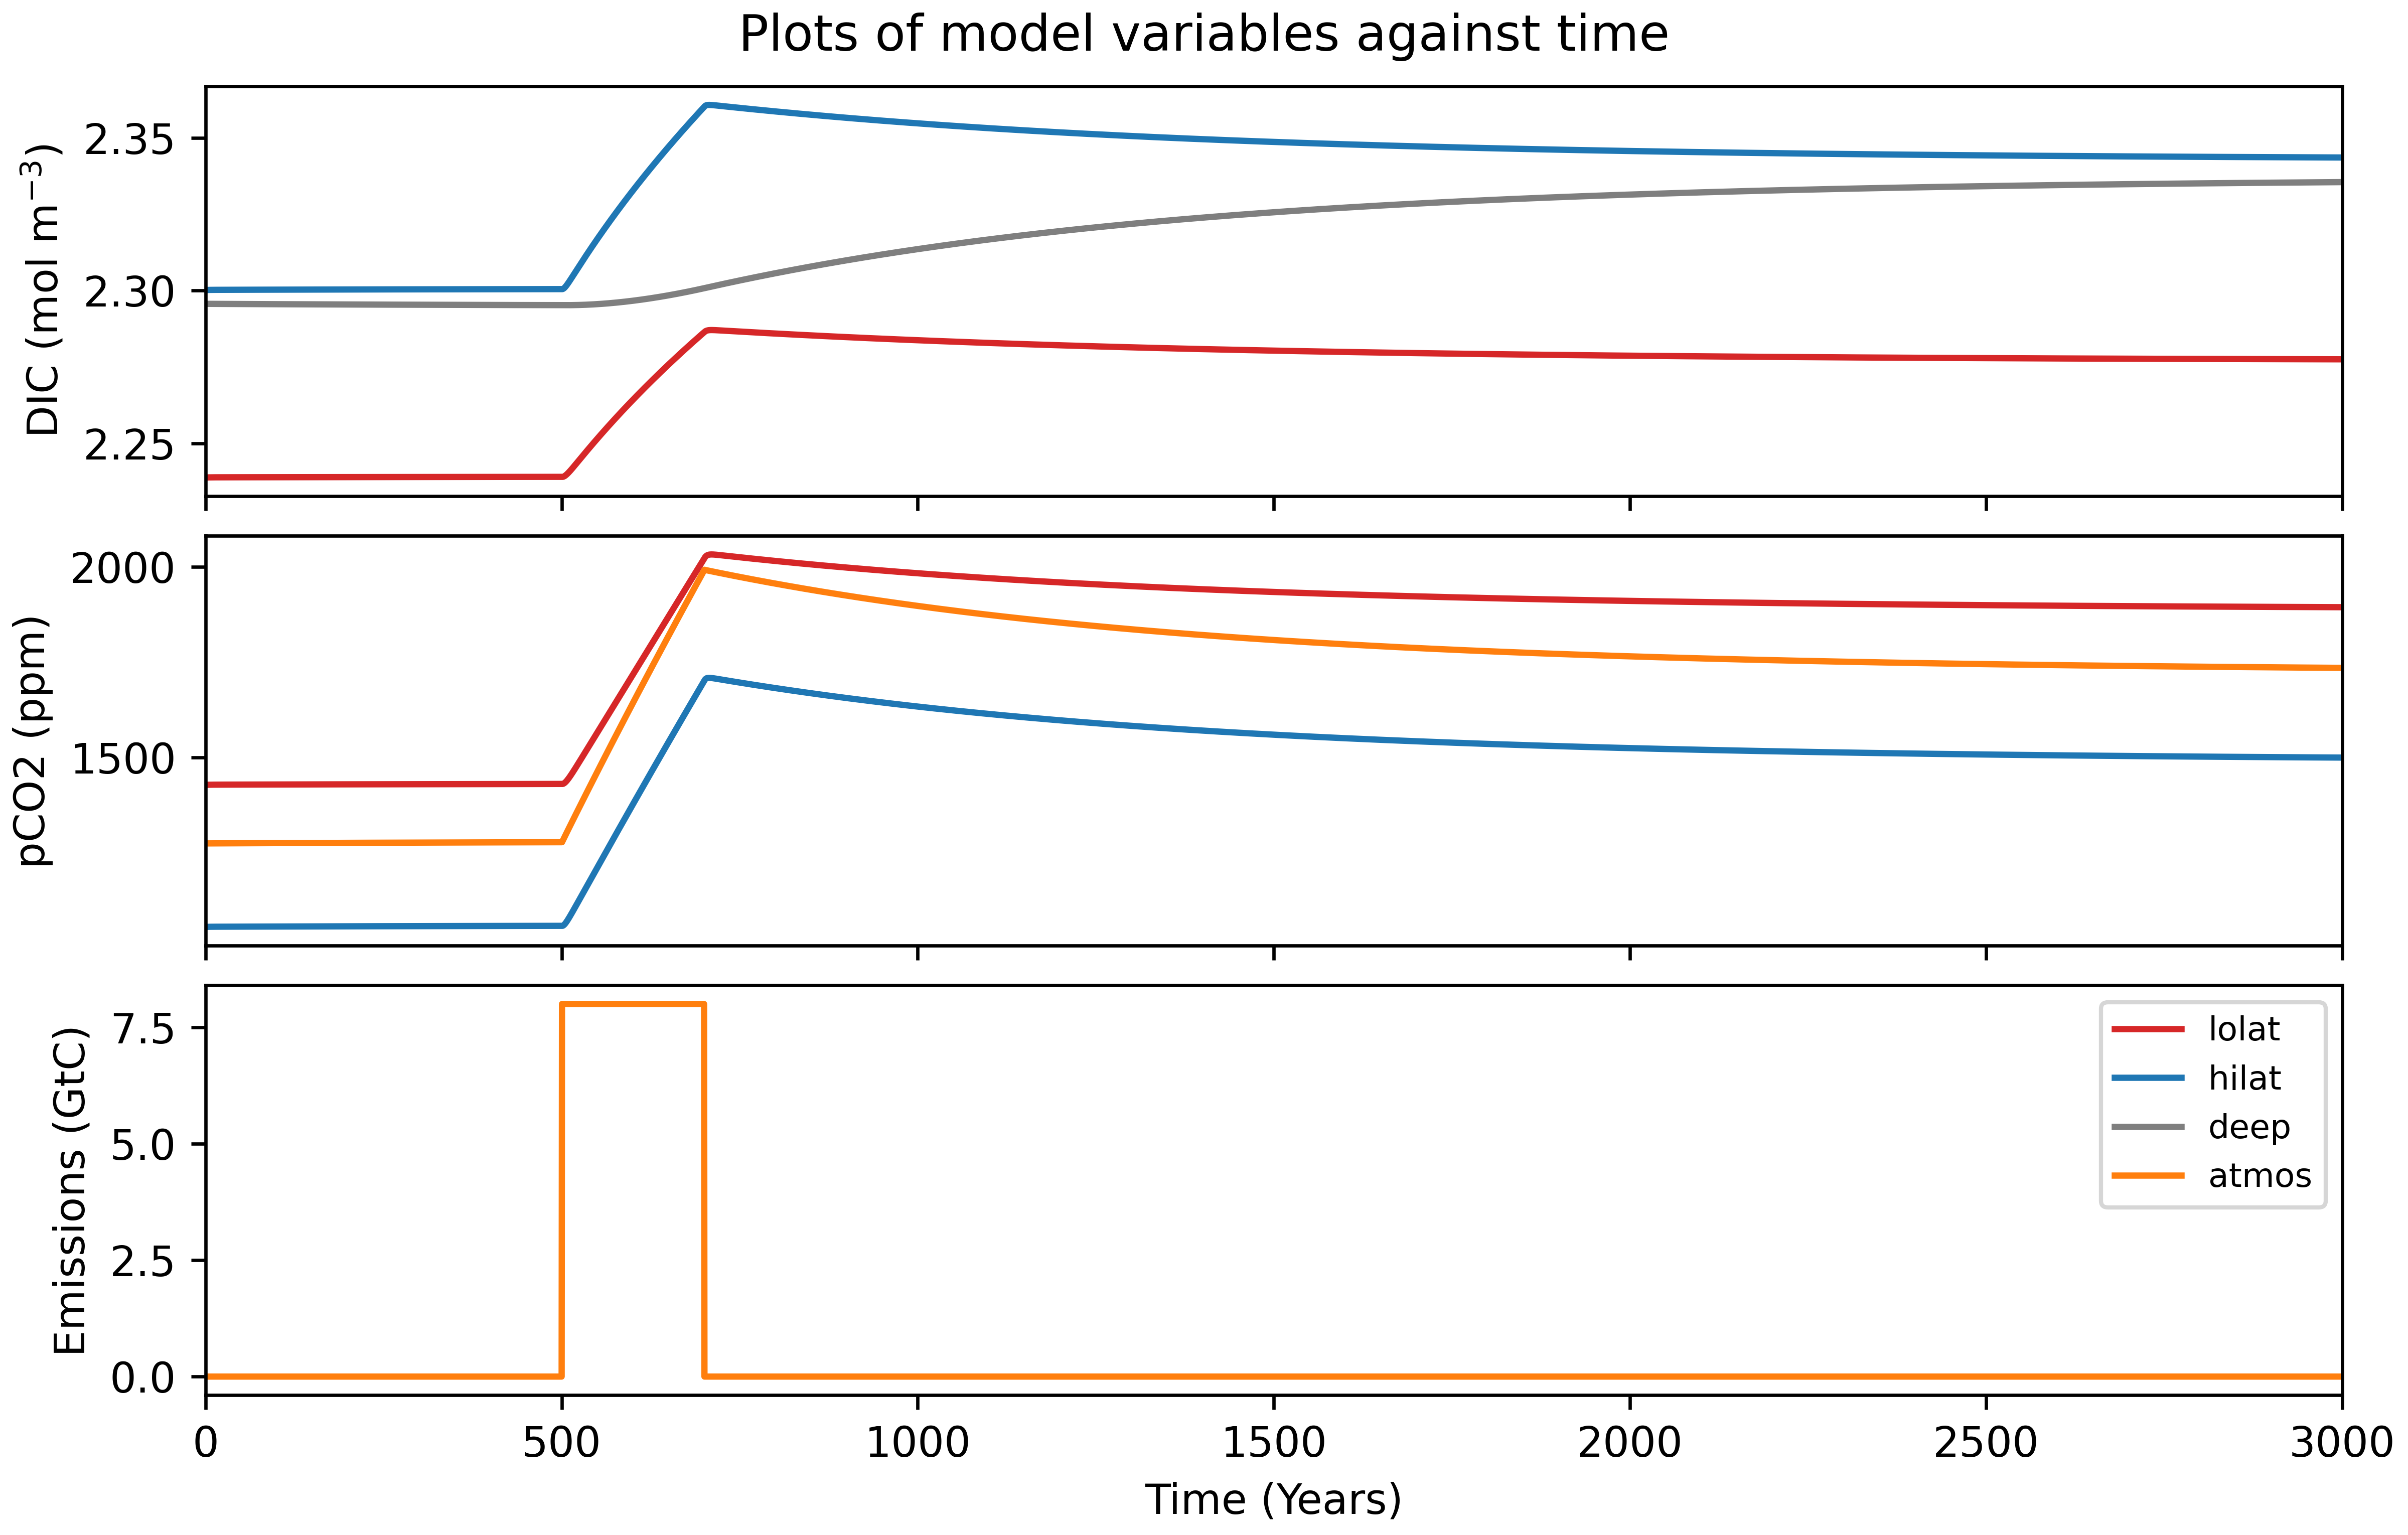 Plots of model variables against time
DIC (mol m⁻³)
2.35
2.30
2.25
pCO2 (ppm)
2000
1500
Emissions (GtC)
7.5
5.0
2.5
0.0
lolat
hilat
deep
atmos
0 500 1000 1500 2000 2500 3000
Time (Years)